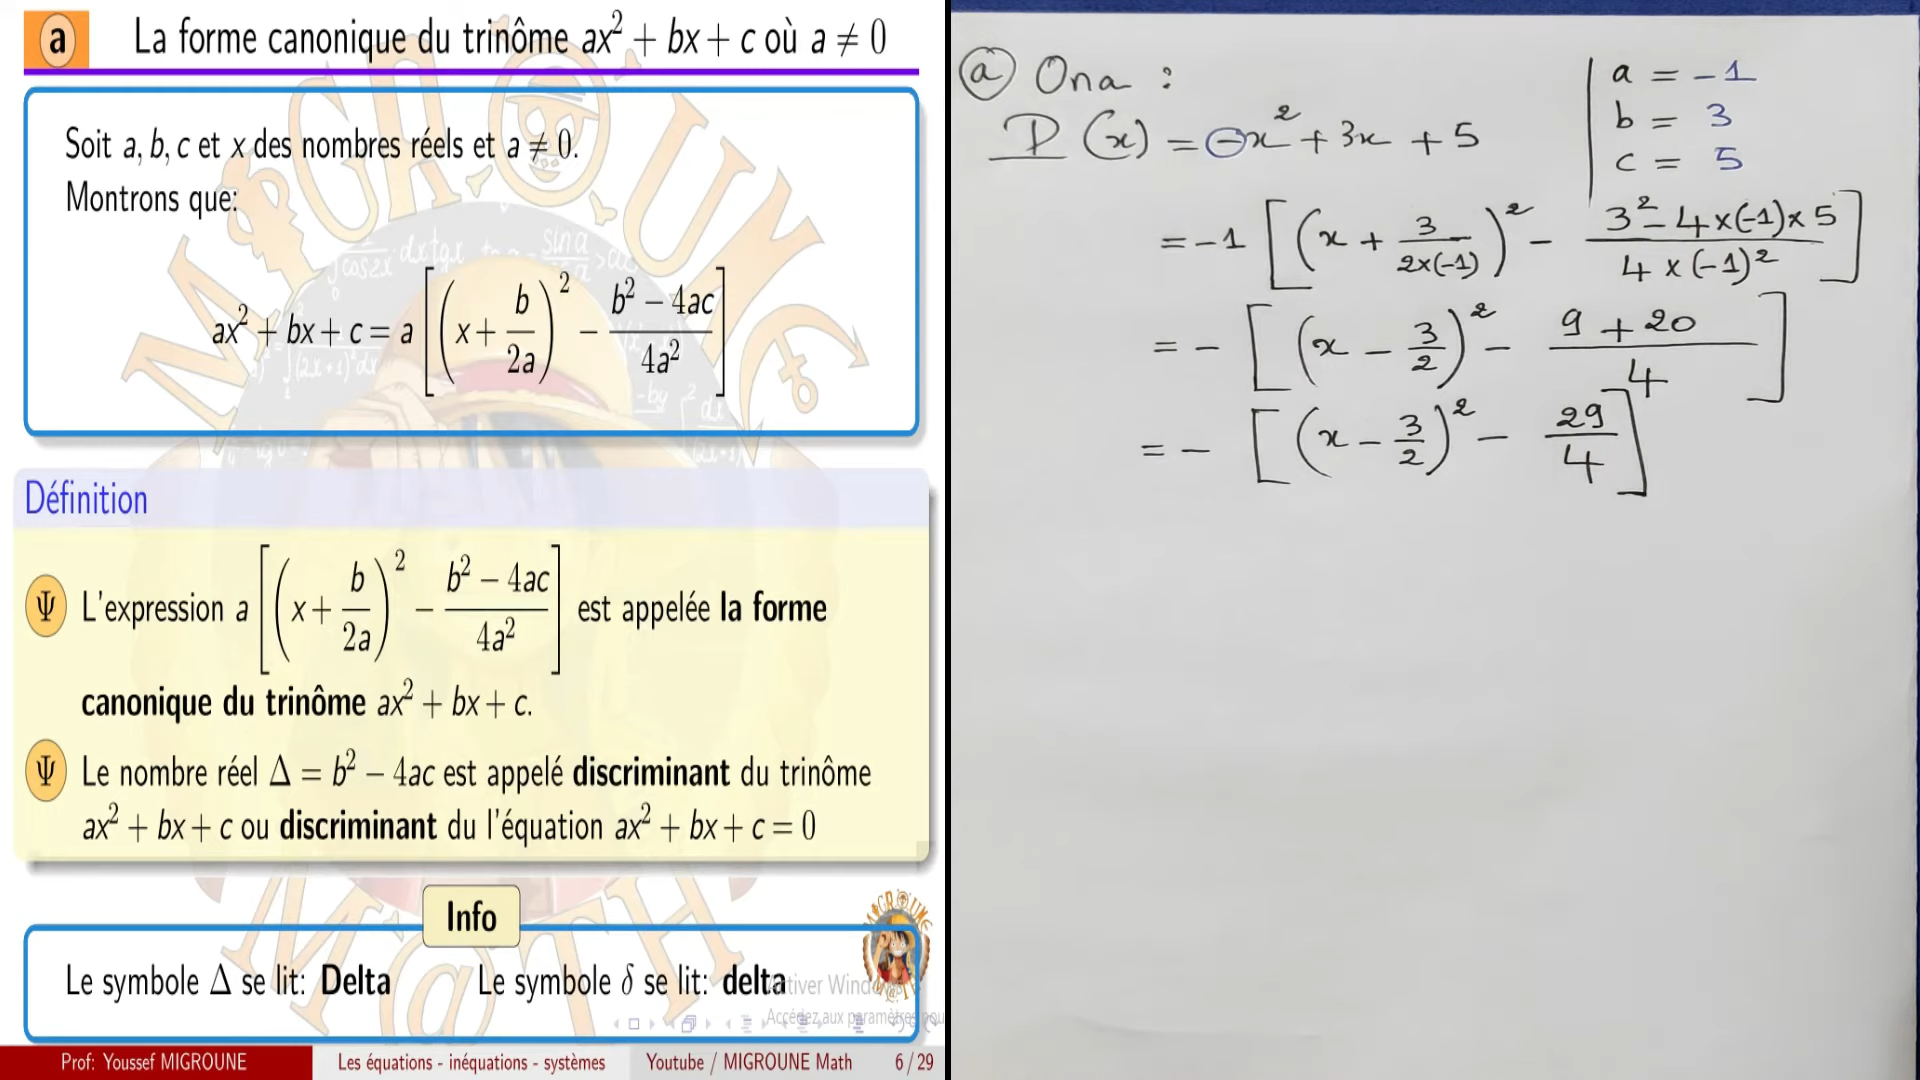 a La forme canonique du trinôme ax² + bx + c où a ≠ 0
Soit a, b, c et x des nombres réels et a ≠ 0.
Montrons que:
ax² + bx + c = a [(x + b/2a)² − (b² − 4ac)/4a²]
Définition
Ψ L'expression a [(x + b/2a)² − (b² − 4ac)/4a²] est appelée la forme
canonique du trinôme ax² + bx + c.
Ψ Le nombre réel Δ = b² − 4ac est appelé discriminant du trinôme
ax² + bx + c ou discriminant du l'équation ax² + bx + c = 0
Info
Le symbole Δ se lit: Delta Le symbole δ se lit: delta
Prof: Youssef MIGROUNE Les équations - inéquations - systèmes Youtube / MIGROUNE Math 6 / 29
MIGROUNE
M@TH
ⓐ Ona :
P(x) = −x² + 3x + 5
a = −1
b = 3
c = 5
= −1 [(x + 3/(2×(−1)))² − (3² − 4×(−1)×5)/(4×(−1)²)]
= − [(x − 3/2)² − (9 + 20)/4]
= − [(x − 3/2)² − 29/4]